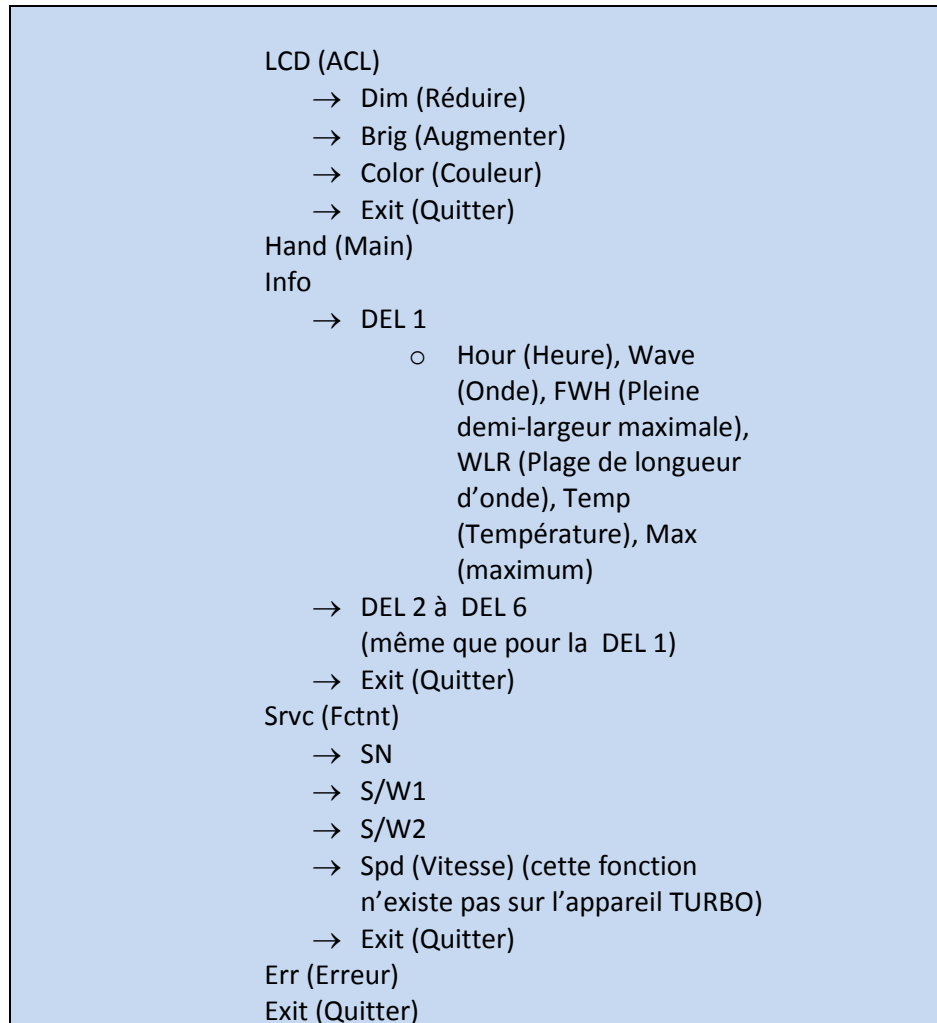 LCD (ACL)
→ Dim (Réduire)
→ Brig (Augmenter)
→ Color (Couleur)
→ Exit (Quitter)
Hand (Main)
Info
→ DEL 1
o Hour (Heure), Wave
(Onde), FWH (Pleine
demi-largeur maximale),
WLR (Plage de longueur
d’onde), Temp
(Température), Max
(maximum)
→ DEL 2 à DEL 6
(même que pour la DEL 1)
→ Exit (Quitter)
Srvc (Fctnt)
→ SN
→ S/W1
→ S/W2
→ Spd (Vitesse) (cette fonction
n’existe pas sur l’appareil TURBO)
→ Exit (Quitter)
Err (Erreur)
Exit (Quitter)